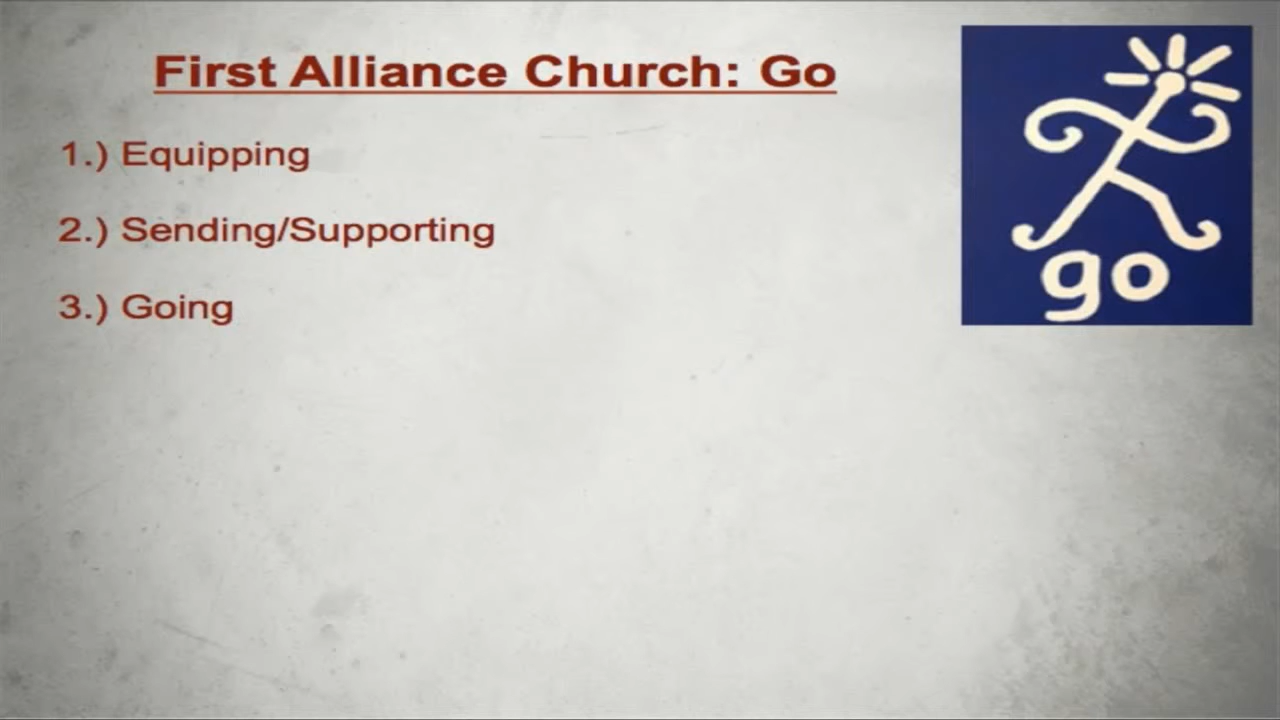 First Alliance Church: Go
1.) Equipping
2.) Sending/Supporting
3.) Going
go